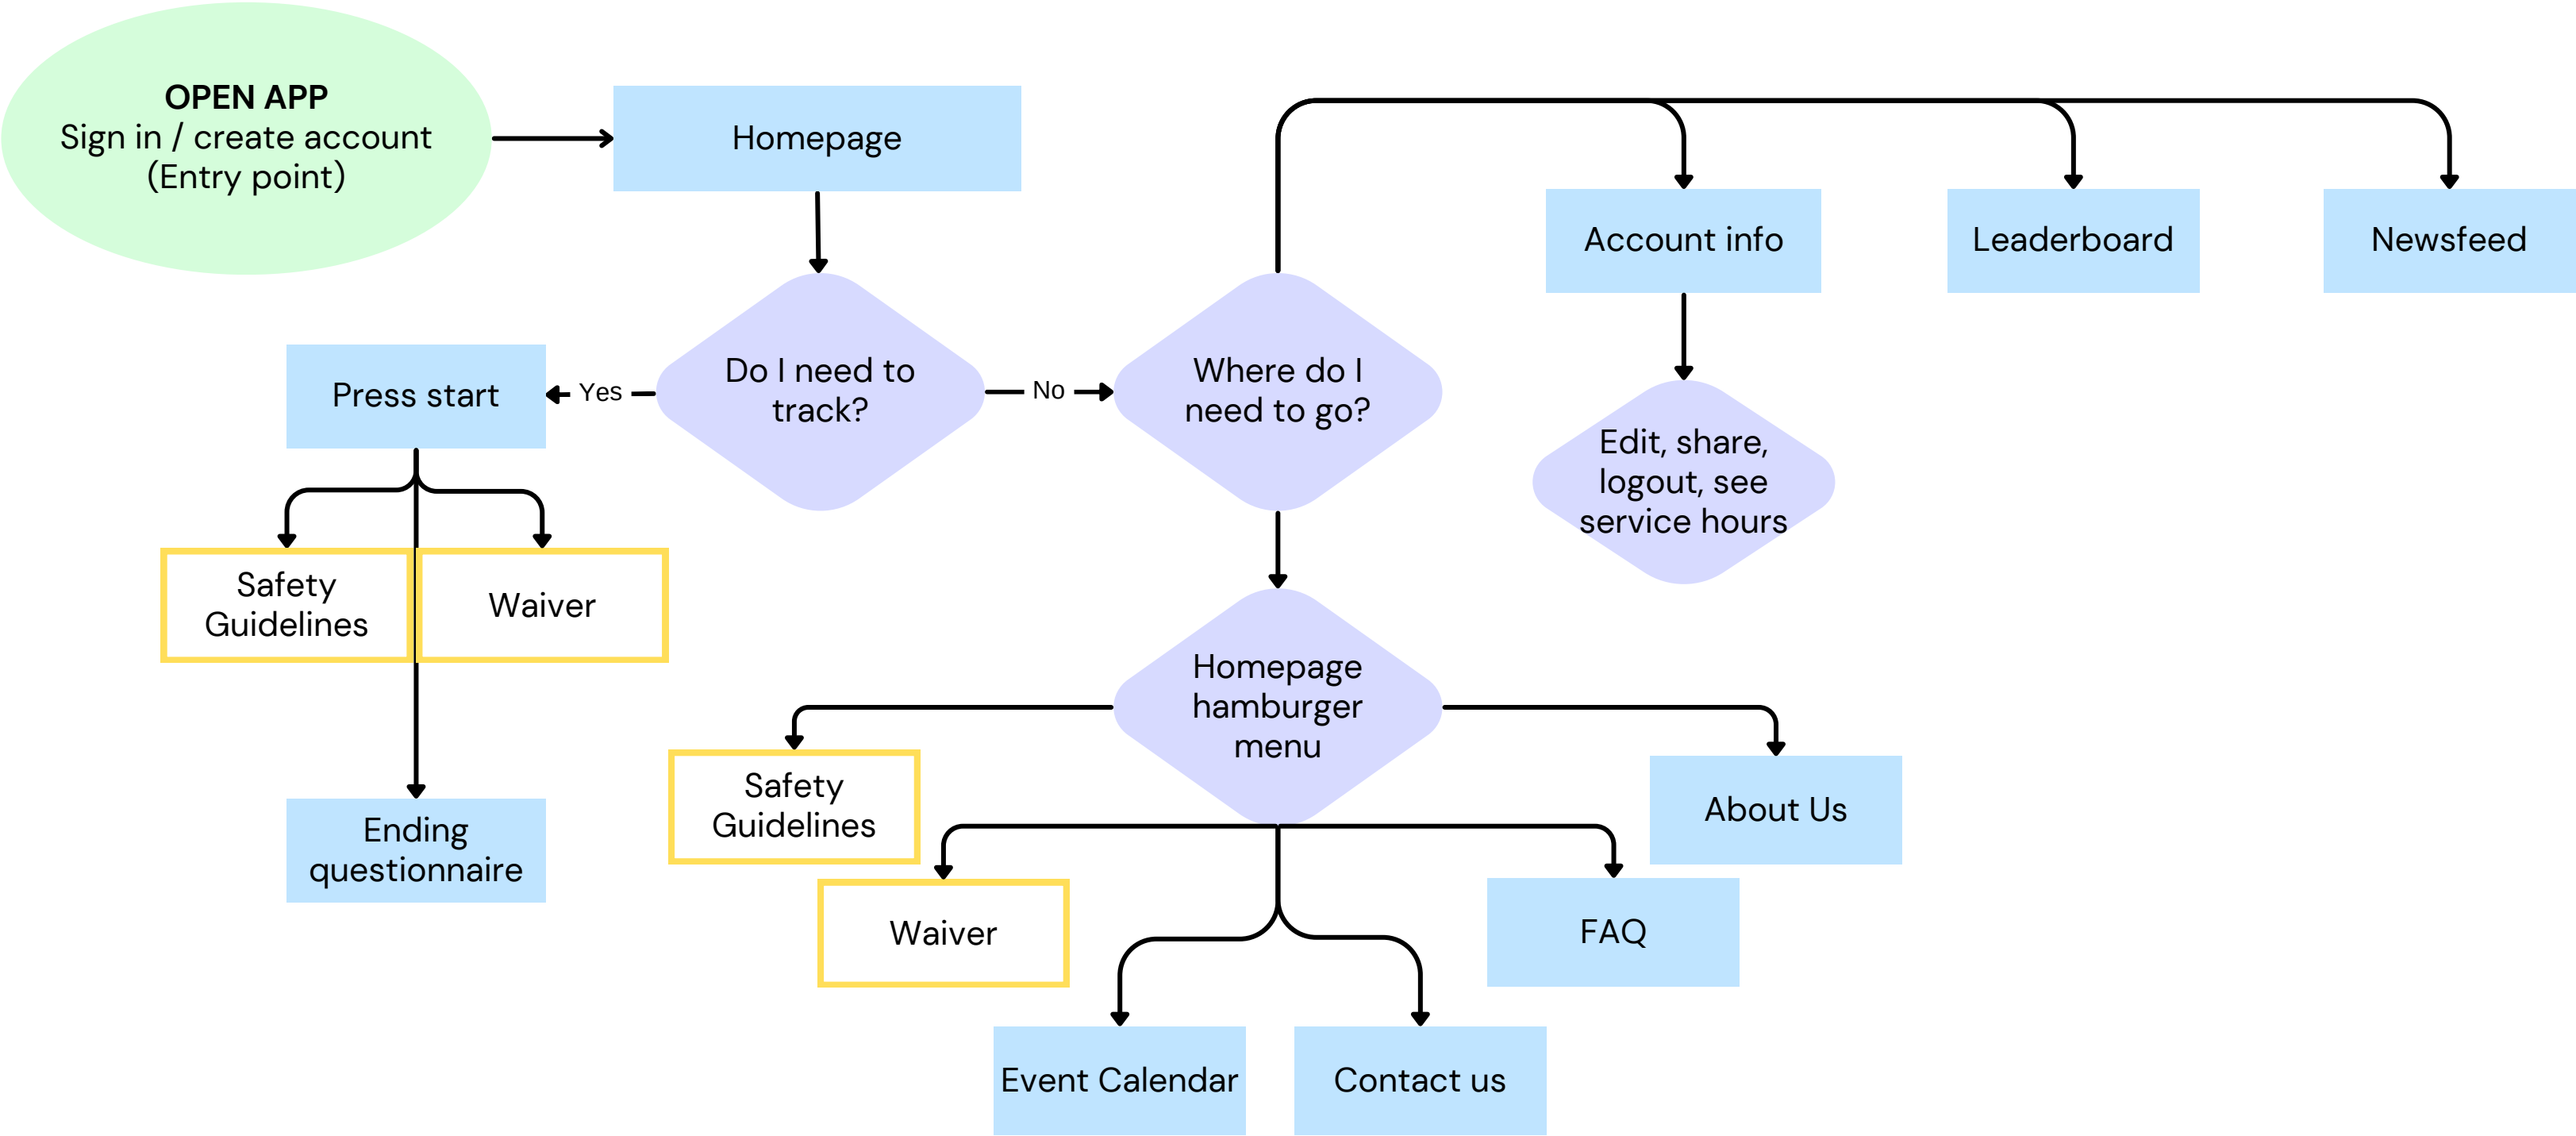 OPEN APP
Sign in / create account
(Entry point)
Homepage
Account info
Leaderboard
Newsfeed
Press start
Yes
Do I need to
track?
No
Where do I
need to go?
Edit, share,
logout, see
service hours
Safety
Guidelines
Waiver
Homepage
hamburger
menu
Safety
Guidelines
About Us
Ending
questionnaire
Waiver
FAQ
Event Calendar
Contact us